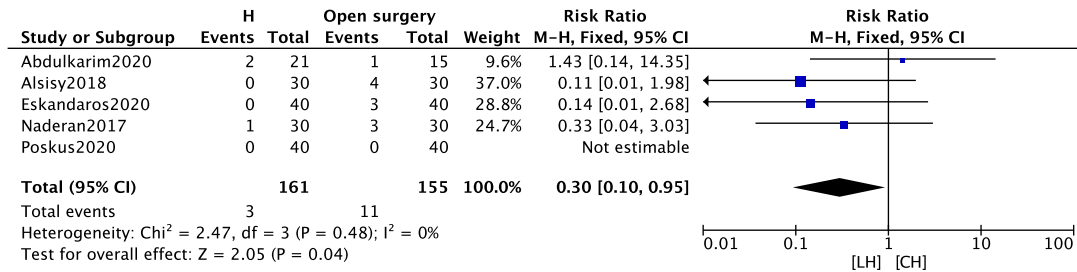 H Open surgery Risk Ratio Risk Ratio
Study or Subgroup Events Total Events Total Weight M-H, Fixed, 95% CI M-H, Fixed, 95% CI
Abdulkarim2020 2 21 1 15 9.6% 1.43 [0.14, 14.35]
Alsisy2018 0 30 4 30 37.0% 0.11 [0.01, 1.98]
Eskandaros2020 0 40 3 40 28.8% 0.14 [0.01, 2.68]
Naderan2017 1 30 3 30 24.7% 0.33 [0.04, 3.03]
Poskus2020 0 40 0 40 Not estimable
Total (95% CI) 161 155 100.0% 0.30 [0.10, 0.95]
Total events 3 11
Heterogeneity: Chi² = 2.47, df = 3 (P = 0.48); I² = 0%
Test for overall effect: Z = 2.05 (P = 0.04)
0.01 0.1 1 10 100
[LH] [CH]